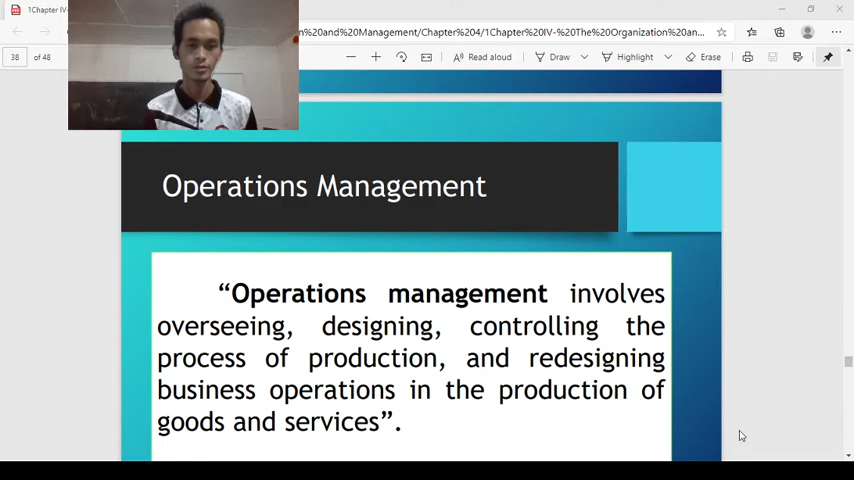 1Chapter IV-
n%20and%20Management/Chapter%204/1Chapter%20IV-%20The%20Organization%20an...
38 of 48
Read aloud
Draw
Highlight
Erase
Operations Management
“Operations management involves
overseeing, designing, controlling the
process of production, and redesigning
business operations in the production of
goods and services”.